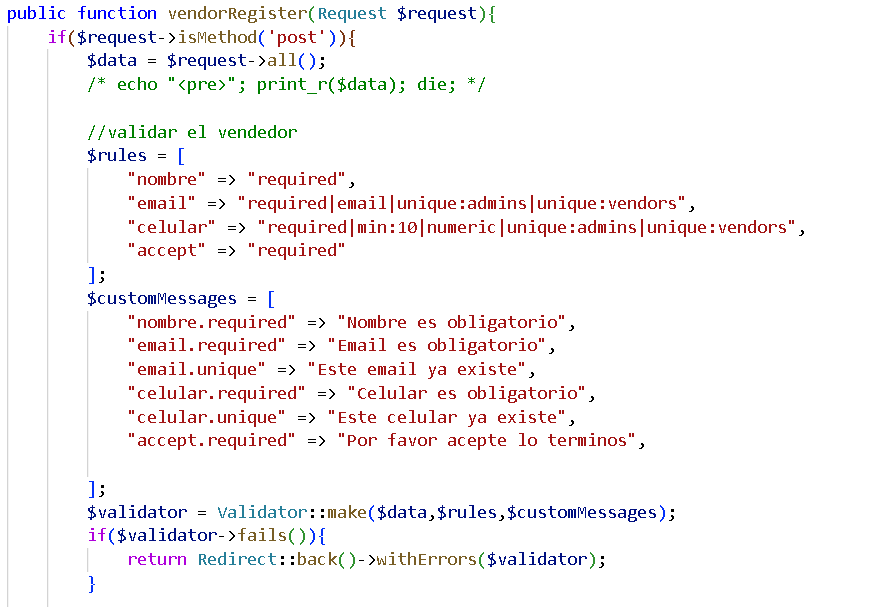 public function vendorRegister(Request $request){
if($request->isMethod('post')){
$data = $request->all();
/* echo "<pre>"; print_r($data); die; */
//validar el vendedor
$rules = [
"nombre" => "required",
"email" => "required|email|unique:admins|unique:vendors",
"celular" => "required|min:10|numeric|unique:admins|unique:vendors",
"accept" => "required"
];
$customMessages = [
"nombre.required" => "Nombre es obligatorio",
"email.required" => "Email es obligatorio",
"email.unique" => "Este email ya existe",
"celular.required" => "Celular es obligatorio",
"celular.unique" => "Este celular ya existe",
"accept.required" => "Por favor acepte lo terminos",
];
$validator = Validator::make($data,$rules,$customMessages);
if($validator->fails()){
return Redirect::back()->withErrors($validator);
}